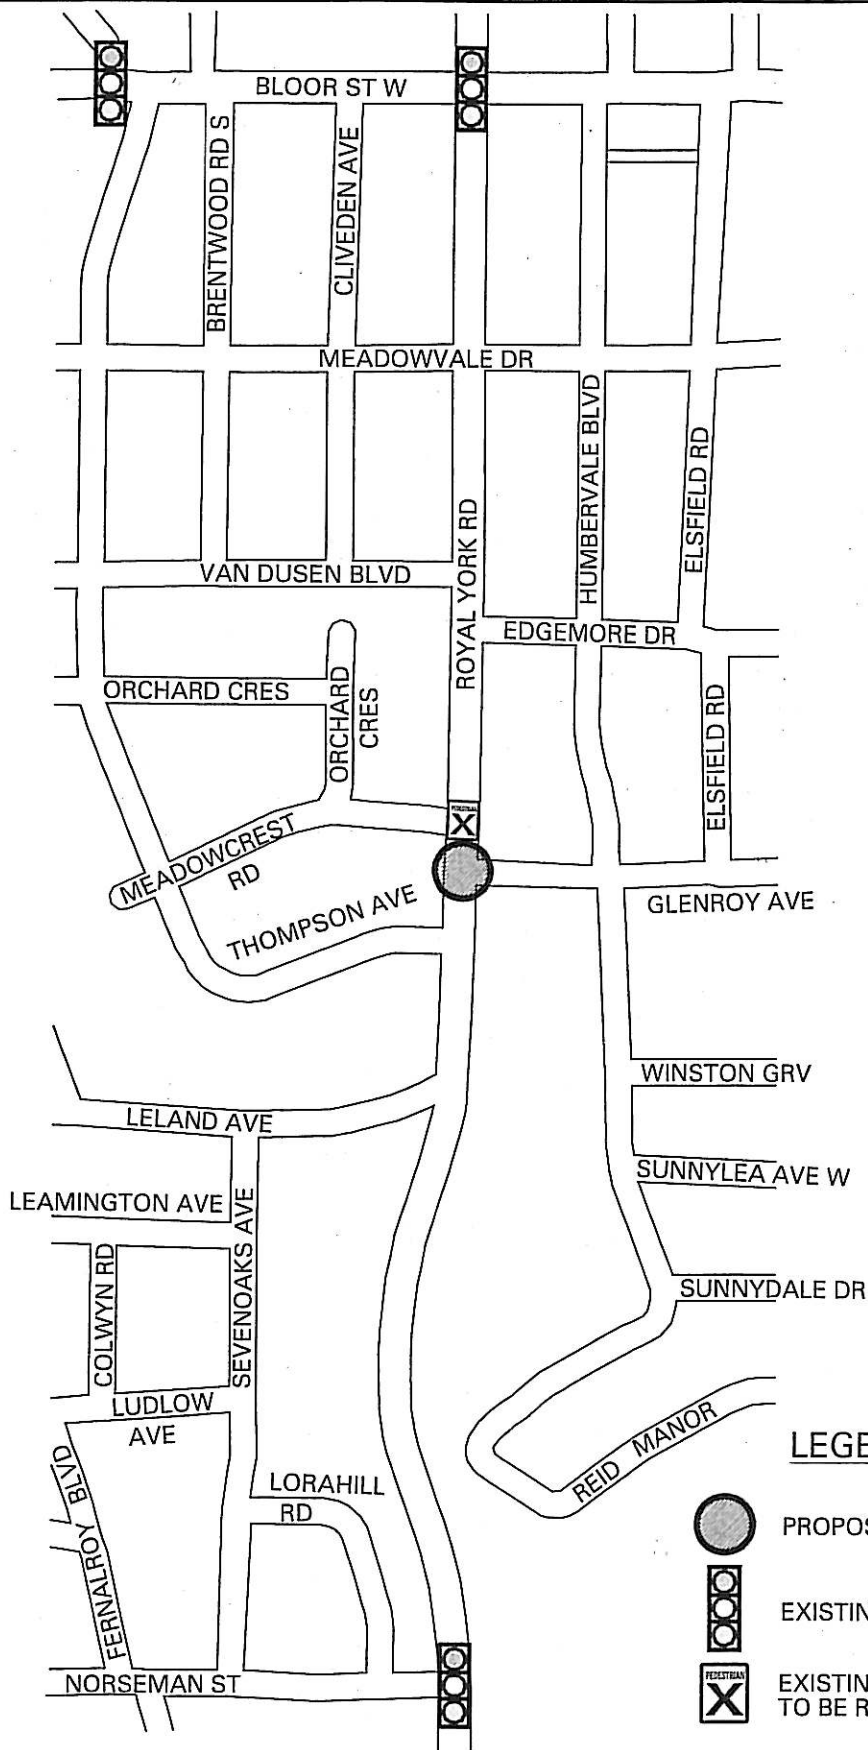 BLOOR ST W
BRENTWOOD RD S
CLIVEDEN AVE
MEADOWVALE DR
HUMBERVALE BLVD
ELSFIELD RD
ROYAL YORK RD
VAN DUSEN BLVD
EDGEMORE DR
ORCHARD CRES
ORCHARD
CRES
ELSFIELD RD
PEDESTRIAN
X
MEADOWCREST
RD
THOMPSON AVE
GLENROY AVE
WINSTON GRV
LELAND AVE
SUNNYLEA AVE W
LEAMINGTON AVE
SEVENOAKS AVE
COLWYN RD
SUNNYDALE DR
LUDLOW
AVE
REID MANOR
FERNALROY BLVD
LORAHILL
RD
NORSEMAN ST
LEGE
PROPOS
EXISTIN
PEDESTRIAN
X
EXISTIN
TO BE R